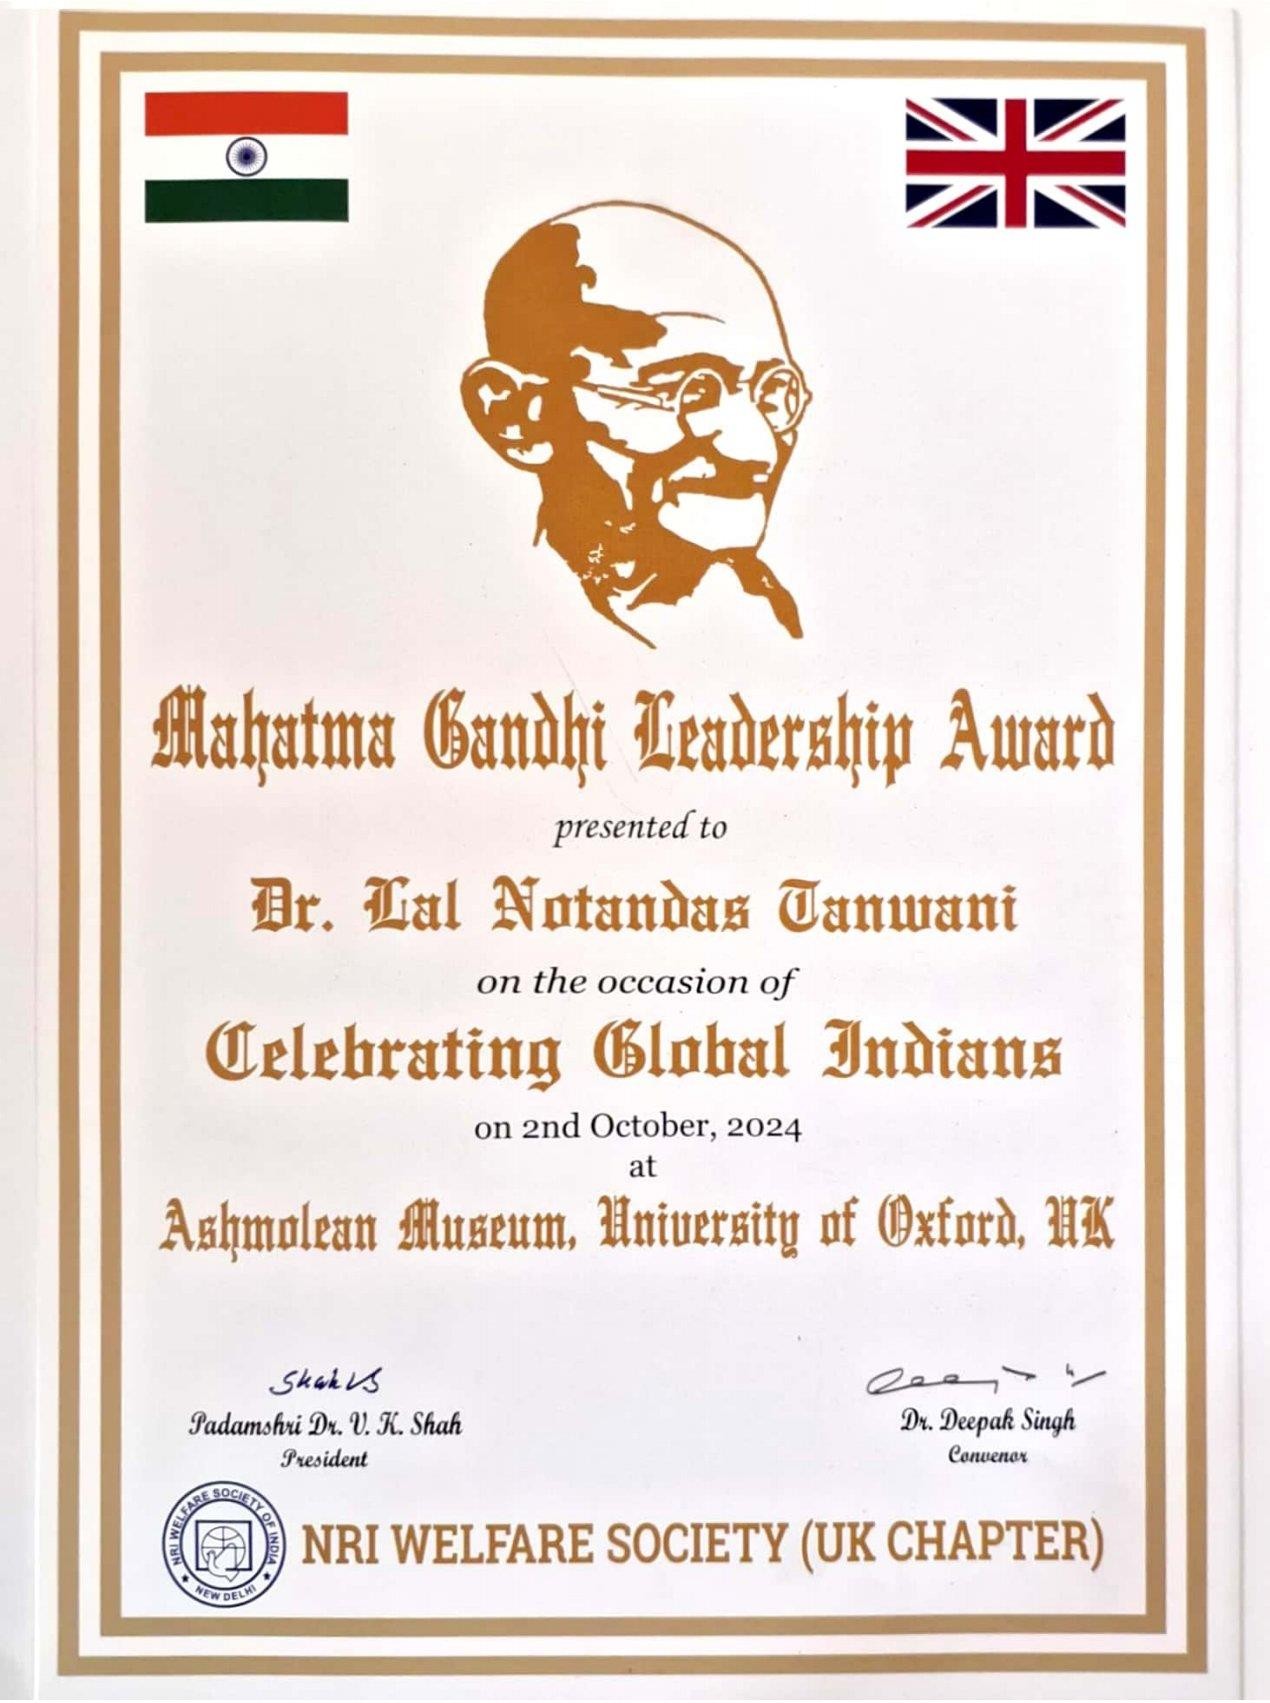 Mahatma Gandhi Leadership Award
presented to
Dr. Lal Notandas Tanwani
on the occasion of
Celebrating Global Indians
on 2nd October, 2024
at
Ashmolean Museum, University of Oxford, UK
Shah VS
Padamshri Dr. V. K. Shah
President
Dr. Deepak Singh
Convenor
NRI WELFARE SOCIETY OF INDIA
NEW DELHI
NRI WELFARE SOCIETY (UK CHAPTER)